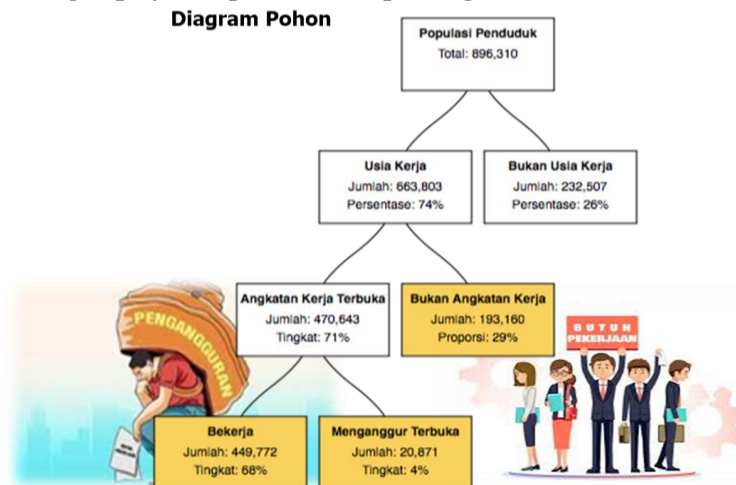 Diagram Pohon
Populasi Penduduk
Total: 896,310
Usia Kerja
Jumlah: 663,803
Persentase: 74%
Bukan Usia Kerja
Jumlah: 232,507
Persentase: 26%
Angkatan Kerja Terbuka
Jumlah: 470,643
Tingkat: 71%
Bukan Angkatan Kerja
Jumlah: 193,160
Proporsi: 29%
PENGANGGURAN
BUTUH
PEKERJAAN
Bekerja
Jumlah: 449,772
Tingkat: 68%
Menganggur Terbuka
Jumlah: 20,871
Tingkat: 4%